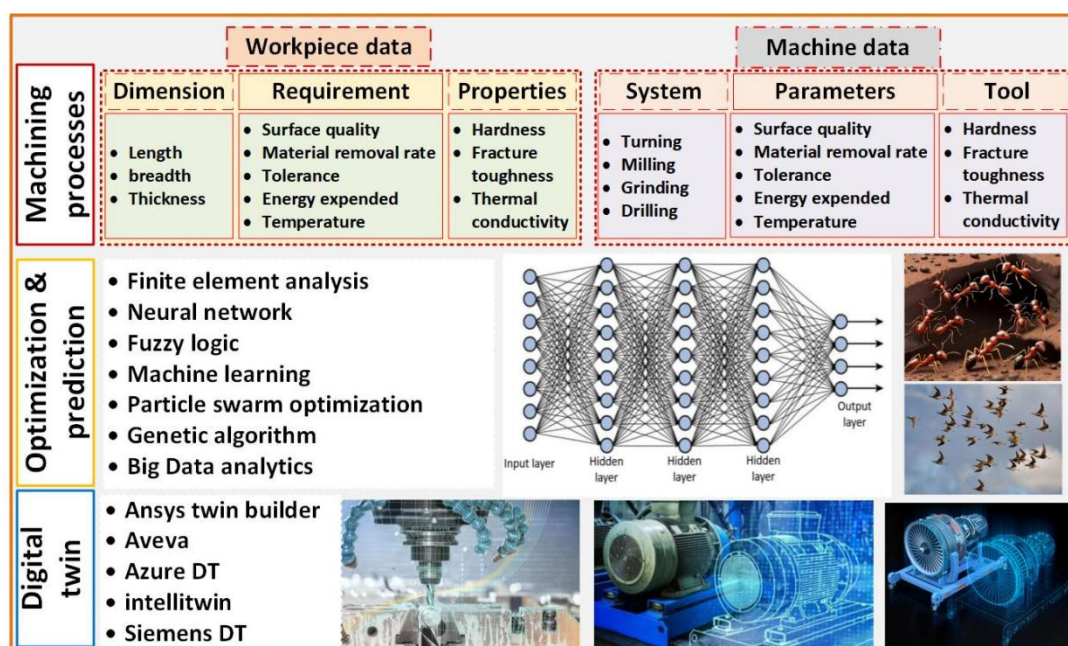 Workpiece data
Machine data
Machining
processes
Dimension
Requirement
Properties
System
Parameters
Tool
• Length
• breadth
• Thickness
• Surface quality
• Material removal rate
• Tolerance
• Energy expended
• Temperature
• Hardness
• Fracture
toughness
• Thermal
conductivity
• Turning
• Milling
• Grinding
• Drilling
• Surface quality
• Material removal rate
• Tolerance
• Energy expended
• Temperature
• Hardness
• Fracture
toughness
• Thermal
conductivity
Optimization &
prediction
• Finite element analysis
• Neural network
• Fuzzy logic
• Machine learning
• Particle swarm optimization
• Genetic algorithm
• Big Data analytics
Input layer
Hidden
layer
Hidden
layer
Hidden
layer
Output
layer
Digital
twin
• Ansys twin builder
• Aveva
• Azure DT
• intellitwin
• Siemens DT